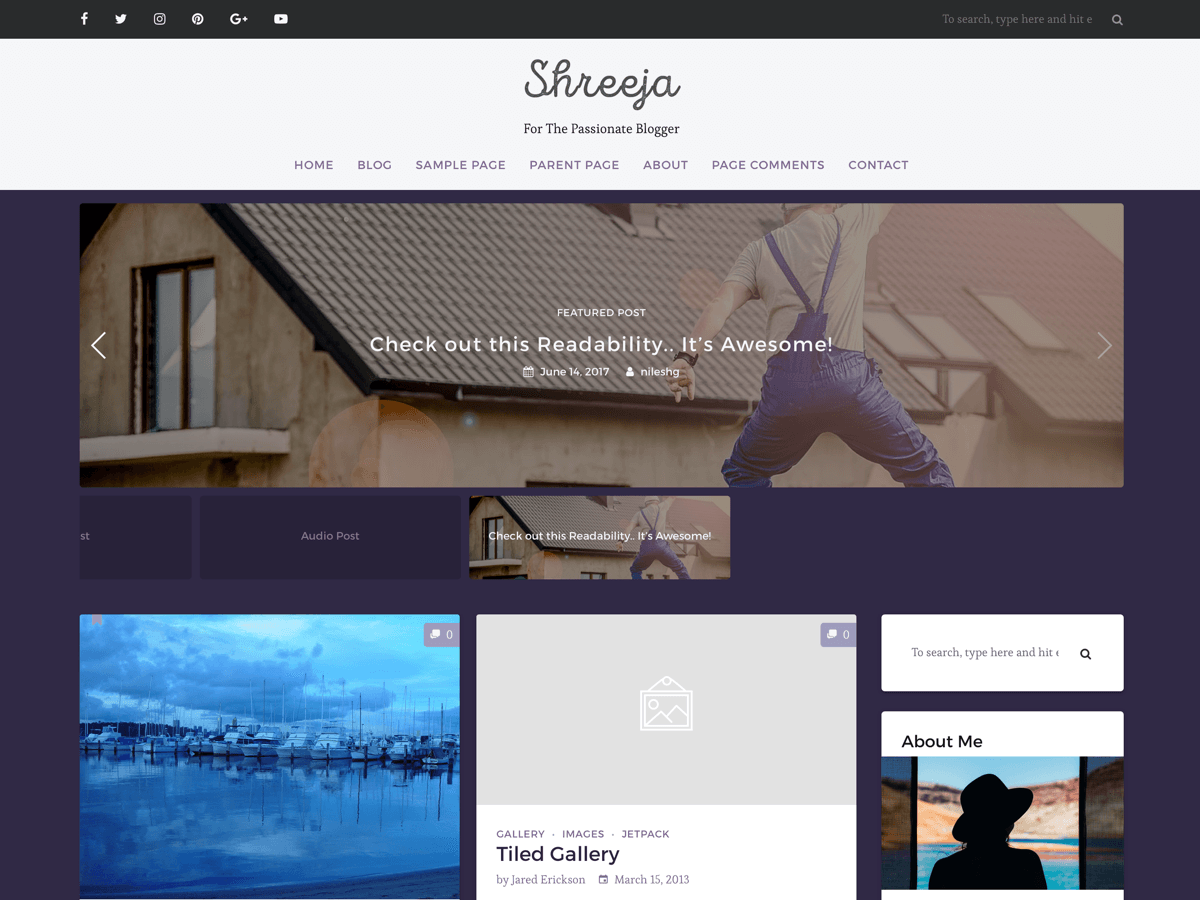 To search, type here and hit e
Shreeja
For The Passionate Blogger
HOME BLOG SAMPLE PAGE PARENT PAGE ABOUT PAGE COMMENTS CONTACT
FEATURED POST
Check out this Readability.. It's Awesome!
June 14, 2017 nileshg
st
Audio Post
Check out this Readability.. It's Awesome!
0
0
To search, type here and hit e
About Me
GALLERY · IMAGES · JETPACK
Tiled Gallery
by Jared Erickson March 15, 2013